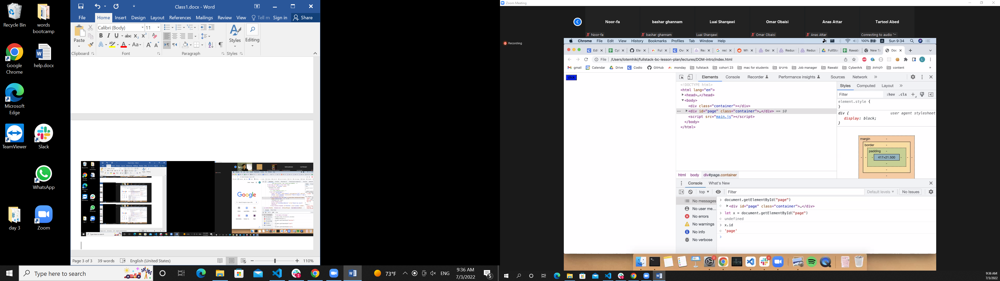 Recycle Bin
words bootcamp
Google Chrome
help.docx
Microsoft Edge
TeamViewer
Slack
WhatsApp
day 3
Zoom
Class1.docx - Word
File Home Insert Design Layout References Mailings Review View Tell m Sign in Share
Calibri (Body) 11
Paste
Styles
Editing
Clipboard Font Paragraph Styles
Page 3 of 3 39 words English (United States) 110%
Type here to search
73°F ENG
9:36 AM
7/3/2022
5
Zoom Meeting
Recording
Noor-fa bashar ghannam Luai Sharqawi Omar Obaisi Anas Attar Tarteel Abed
Noor-fa bashar ghannam Luai Sharqawi Omar Obaisi Anas Attar Connecting to audio
Chrome File Edit View History Bookmarks Profiles Tab Window Help 100% A Sun 9:34
Edi Cyl Ele Full Ove Rea red Wh Get Redux Redux FullSta Rawabi New Ta Doc
File /Users/lotemhiki/fullstack-bc-lesson-plan/lectures/DOM-intro/index.html
gmail Calendar Drive Codio GitHub monday fullstack cohort 23 mac for students מיונים Job manager Rawabi CyberArk לקוחות content »
click
Elements Console Recorder Performance insights Sources Network »
<!DOCTYPE html>
<html lang="en">
<head>…</head>
<body>
<div class="container"></div>
<div id="page" class="container">…</div> == $0
<script src="main.js"></script>
</body>
</html>
html body div#page.container
Styles Computed Layout »
Filter :hov .cls +
element.style {
}
div { user agent stylesheet
display: block;
}
margin -
border -
padding -
417×21.500
Console What's New
top Filter Default levels No Issues
No messages
No user me…
No errors
No warnings
No info
No verbose
> document.getElementById("page")
<div id="page" class="container">…</div>
> let x = document.getElementById("page")
undefined
> x.id
'page'
>
2
4
9:36 AM
7/3/2022